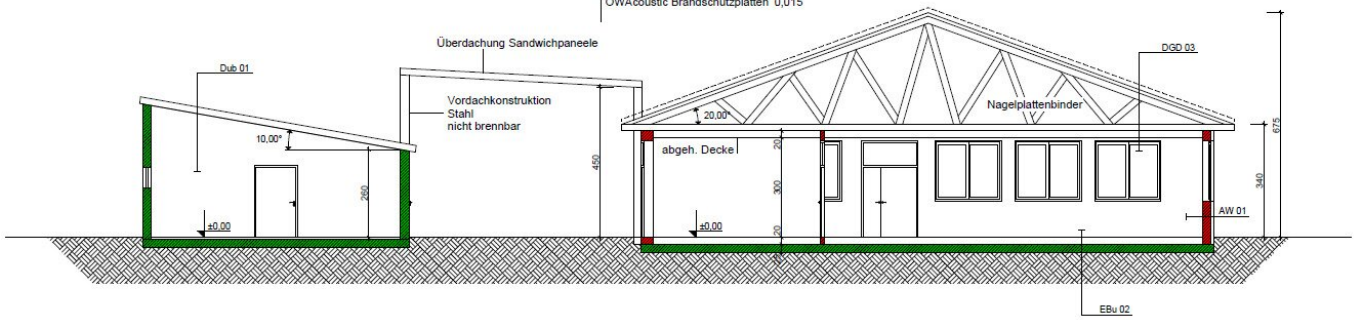 OWAcoustic Brandschutzplatten 0,015
Überdachung Sandwichpaneele
DGD 03
Dub 01
Vordachkonstruktion
Stahl
nicht brennbar
Nagelplattenbinder
20,00°
10,00°
abgeh. Decke
20
675
450
260
300
340
±0,00
±0,00
20
25
AW 01
EBu 02